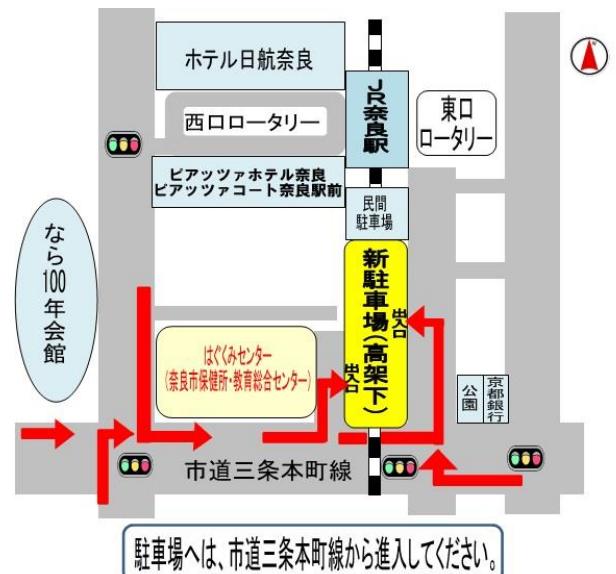 ホテル日航奈良
JR奈良駅
西口ロータリー
東口
ロータリー
ピアッツァホテル奈良
ピアッツァコート奈良駅前
民間
駐車場
なら100年会館
新駐車場(高架下)
出入口
出入口
はぐくみセンター
(奈良市保健所・教育総合センター)
公園
京都銀行
市道三条本町線
駐車場へは、市道三条本町線から進入してください。